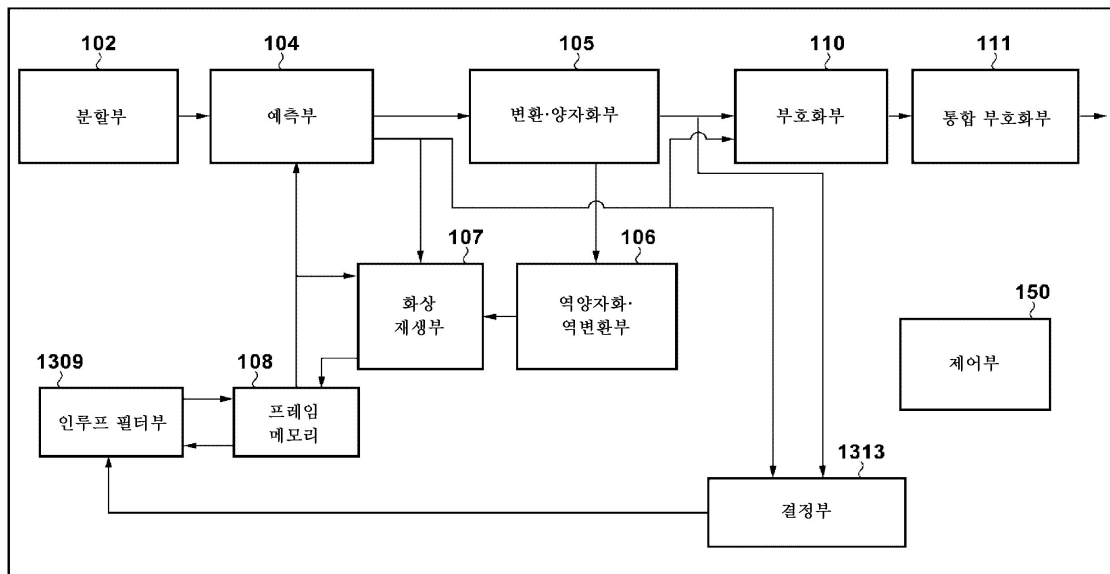 102
분할부
104
예측부
105
변환·양자화부
110
부호화부
111
통합 부호화부
107
화상
재생부
106
역양자화·
역변환부
150
제어부
1309
인루프 필터부
108
프레임
메모리
1313
결정부